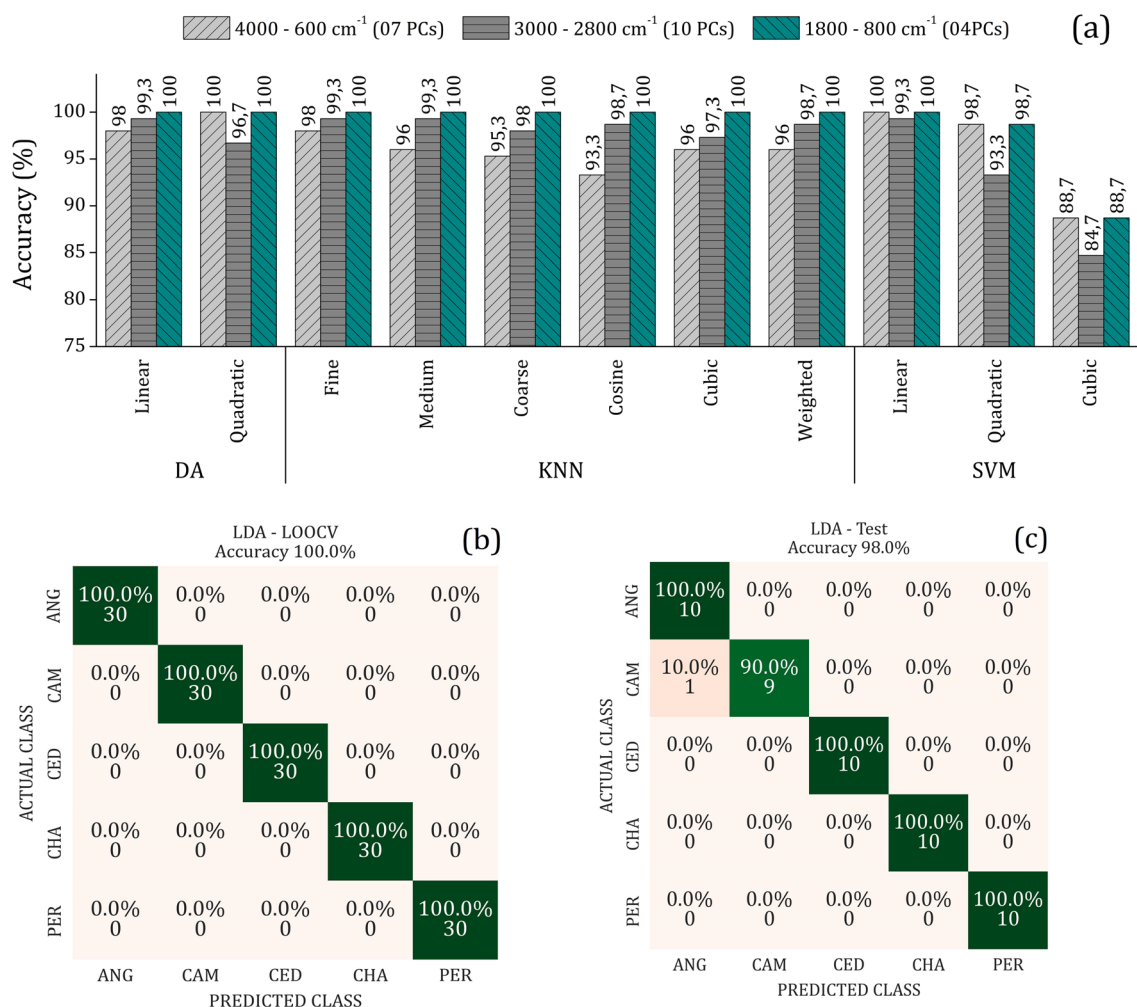 4000 - 600 cm⁻¹ (07 PCs) 3000 - 2800 cm⁻¹ (10 PCs) 1800 - 800 cm⁻¹ (04PCs) (a)
Accuracy (%)
100
95
90
85
80
75
98 99,3 100 100 96,7 100 98 99,3 100 96 99,3 100 95,3 98 100 93,3 98,7 100 96 97,3 100 96 98,7 100 100 99,3 100 98,7 93,3 98,7 88,7 84,7 88,7
Linear Quadratic Fine Medium Coarse Cosine Cubic Weighted Linear Quadratic Cubic
DA KNN SVM
LDA - LOOCV
Accuracy 100.0%
(b)
ACTUAL CLASS
ANG 100.0% 0.0% 0.0% 0.0% 0.0%
30 0 0 0 0
CAM 0.0% 100.0% 0.0% 0.0% 0.0%
0 30 0 0 0
CED 0.0% 0.0% 100.0% 0.0% 0.0%
0 0 30 0 0
CHA 0.0% 0.0% 0.0% 100.0% 0.0%
0 0 0 30 0
PER 0.0% 0.0% 0.0% 0.0% 100.0%
0 0 0 0 30
ANG CAM CED CHA PER
PREDICTED CLASS
LDA - Test
Accuracy 98.0%
(c)
ACTUAL CLASS
ANG 100.0% 0.0% 0.0% 0.0% 0.0%
10 0 0 0 0
CAM 10.0% 90.0% 0.0% 0.0% 0.0%
1 9 0 0 0
CED 0.0% 0.0% 100.0% 0.0% 0.0%
0 0 10 0 0
CHA 0.0% 0.0% 0.0% 100.0% 0.0%
0 0 0 10 0
PER 0.0% 0.0% 0.0% 0.0% 100.0%
0 0 0 0 10
ANG CAM CED CHA PER
PREDICTED CLASS